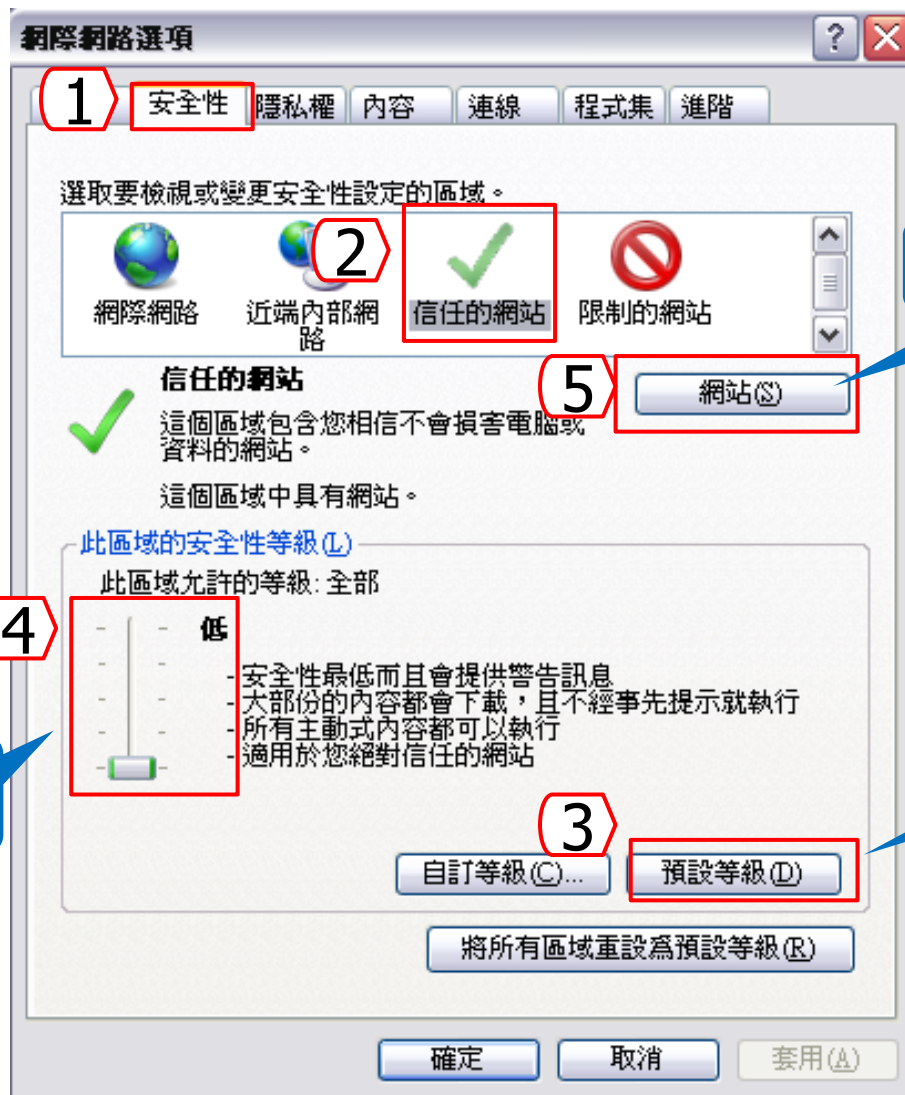 網際網路選項
?
1
安全性
隱私權
內容
連線
程式集
進階
選取要檢視或變更安全性設定的區域。
2
網際網路
近端內部網
路
信任的網站
限制的網站
信任的網站
5
網站(S)
這個區域包含您相信不會損害電腦或
資料的網站。
這個區域中具有網站。
此區域的安全性等級(L)
此區域允許的等級: 全部
4
低
- 安全性最低而且會提供警告訊息
- 大部份的內容都會下載，且不經事先提示就執行
- 所有主動式內容都可以執行
- 適用於您絕對信任的網站
3
自訂等級(C)...
預設等級(D)
將所有區域重設為預設等級(R)
確定
取消
套用(A)